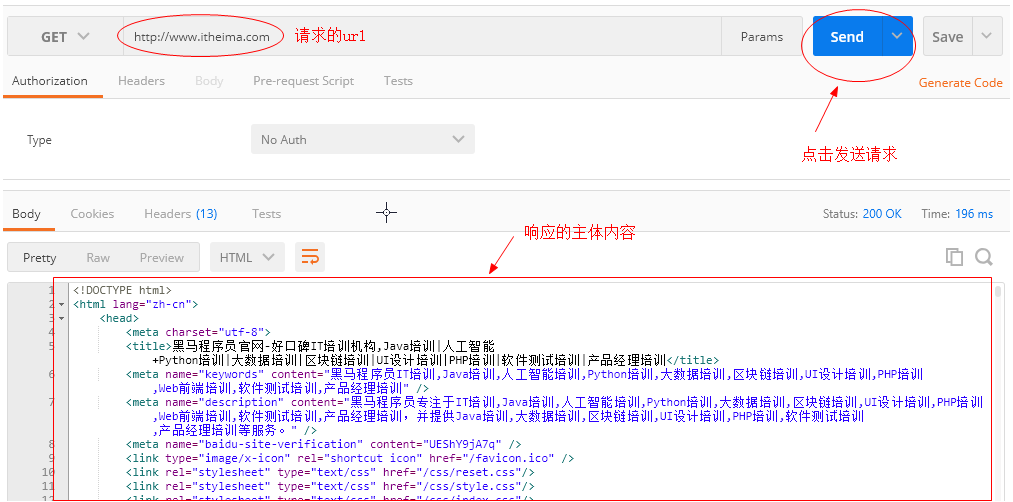 GET http://www.itheima.com 请求的url Params Send Save
Authorization Headers Body Pre-request Script Tests Generate Code
Type No Auth
点击发送请求
Body Cookies Headers (13) Tests Status: 200 OK Time: 196 ms
响应的主体内容
Pretty Raw Preview HTML
1 <!DOCTYPE html>
2 <html lang="zh-cn">
3 <head>
4 <meta charset="utf-8">
5 <title>黑马程序员官网-好口碑IT培训机构,Java培训|人工智能
+Python培训|大数据培训|区块链培训|UI设计培训|PHP培训|软件测试培训|产品经理培训</title>
6 <meta name="keywords" content="黑马程序员IT培训,Java培训,人工智能培训,Python培训,大数据培训,区块链培训,UI设计培训,PHP培训
,Web前端培训,软件测试培训,产品经理培训" />
7 <meta name="description" content="黑马程序员专注于IT培训,Java培训,人工智能培训,Python培训,大数据培训,区块链培训,UI设计培训,PHP培训
,Web前端培训,软件测试培训,产品经理培训，并提供Java培训,大数据培训,区块链培训,UI设计培训,PHP培训,软件测试培训
,产品经理培训等服务。" />
8 <meta name="baidu-site-verification" content="UEShY9jA7q" />
9 <link type="image/x-icon" rel="shortcut icon" href="/favicon.ico" />
10 <link rel="stylesheet" type="text/css" href="/css/reset.css"/>
11 <link rel="stylesheet" type="text/css" href="/css/style.css"/>
12 <link rel="stylesheet" type="text/css" href="/css/index.css"/>